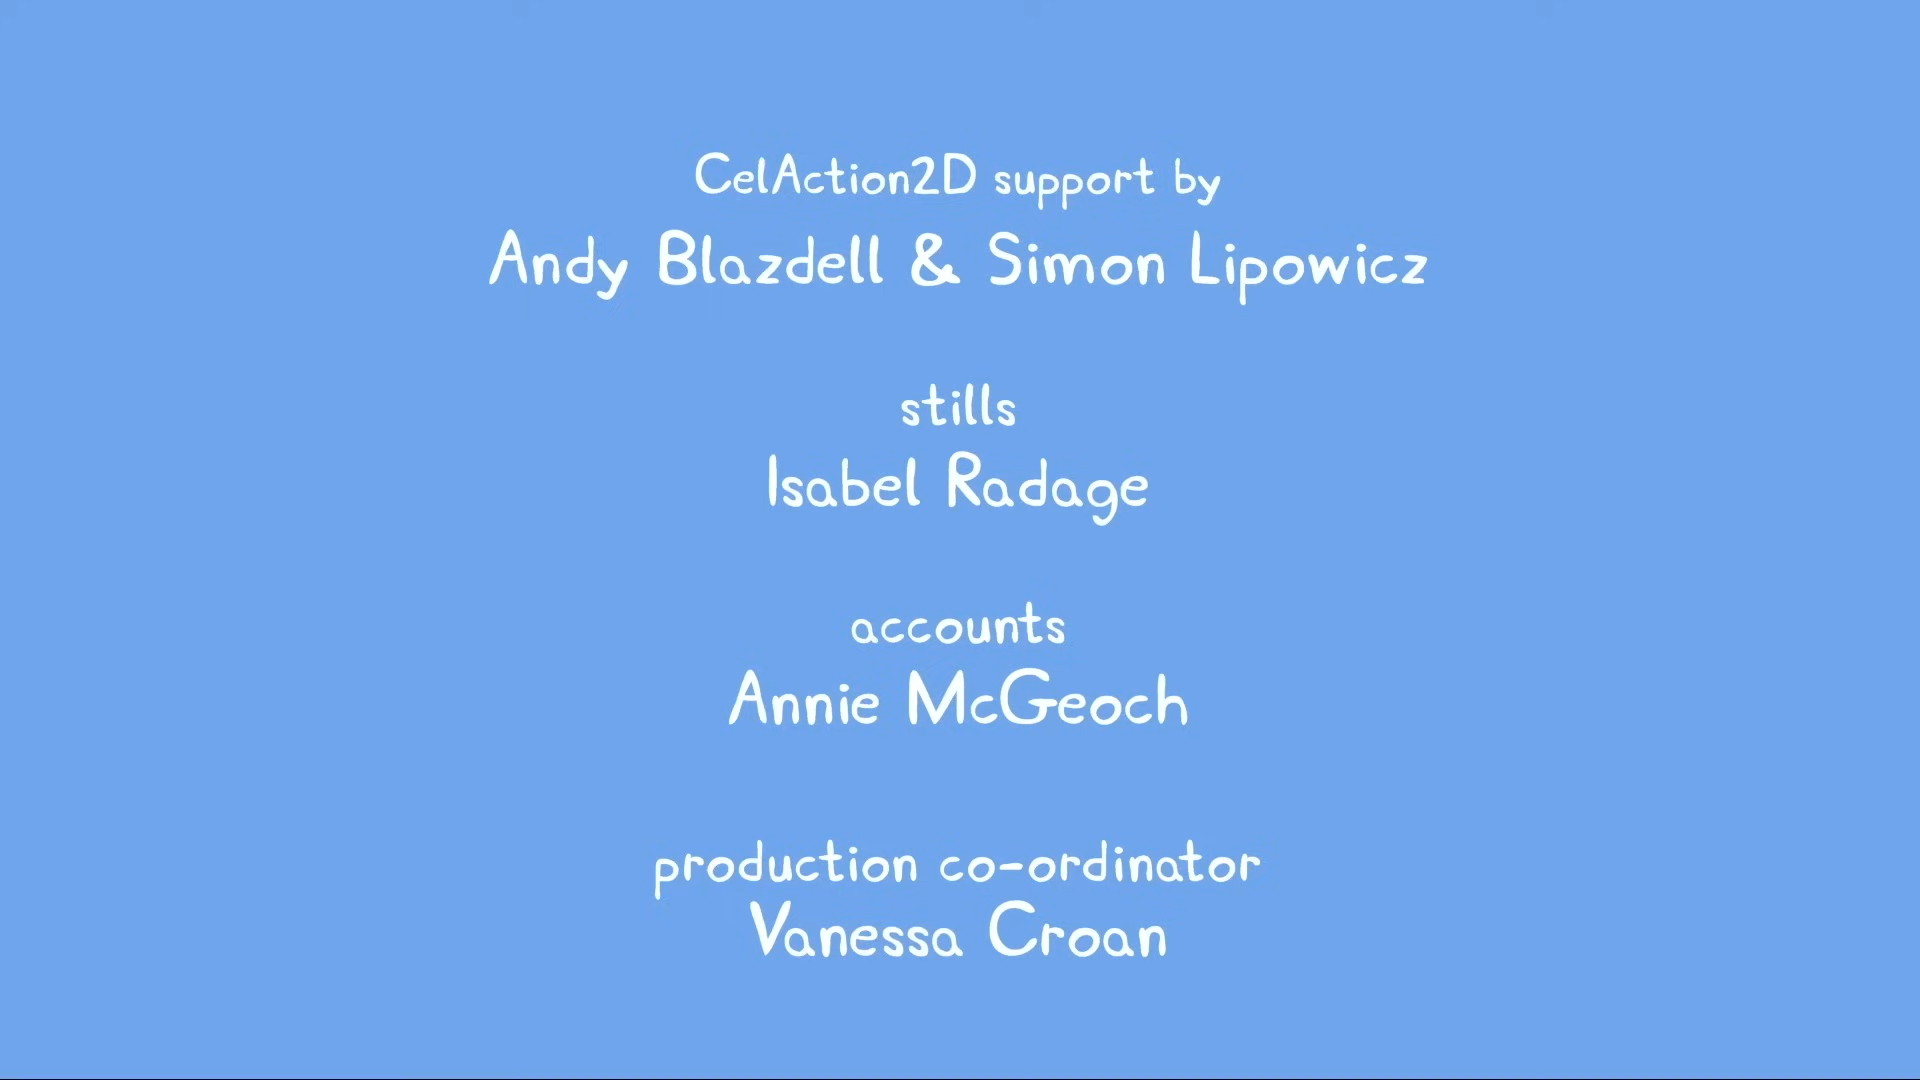 CelAction2D support by
Andy Blazdell & Simon Lipowicz
stills
Isabel Radage
accounts
Annie McGeoch
production co-ordinator
Vanessa Croan